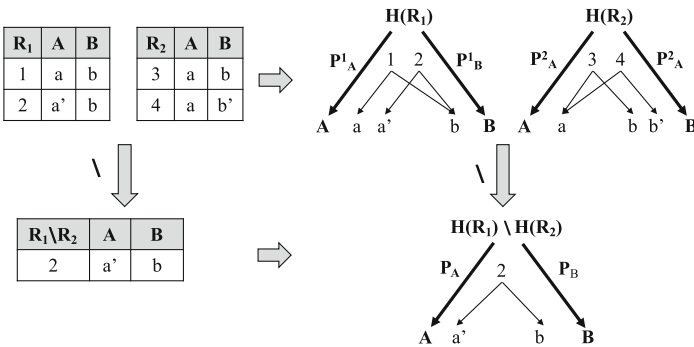 H(R₁) H(R₂)
R₁ A B
1 a b
2 a’ b
R₂ A B
3 a b
4 a b’
P¹A 1 2 P¹B
A a a’ b B
P²A 3 4 P²A
A a b b’ B
\ \
R₁\R₂ A B
2 a’ b
H(R₁) \ H(R₂)
PA 2 PB
A a’ b B